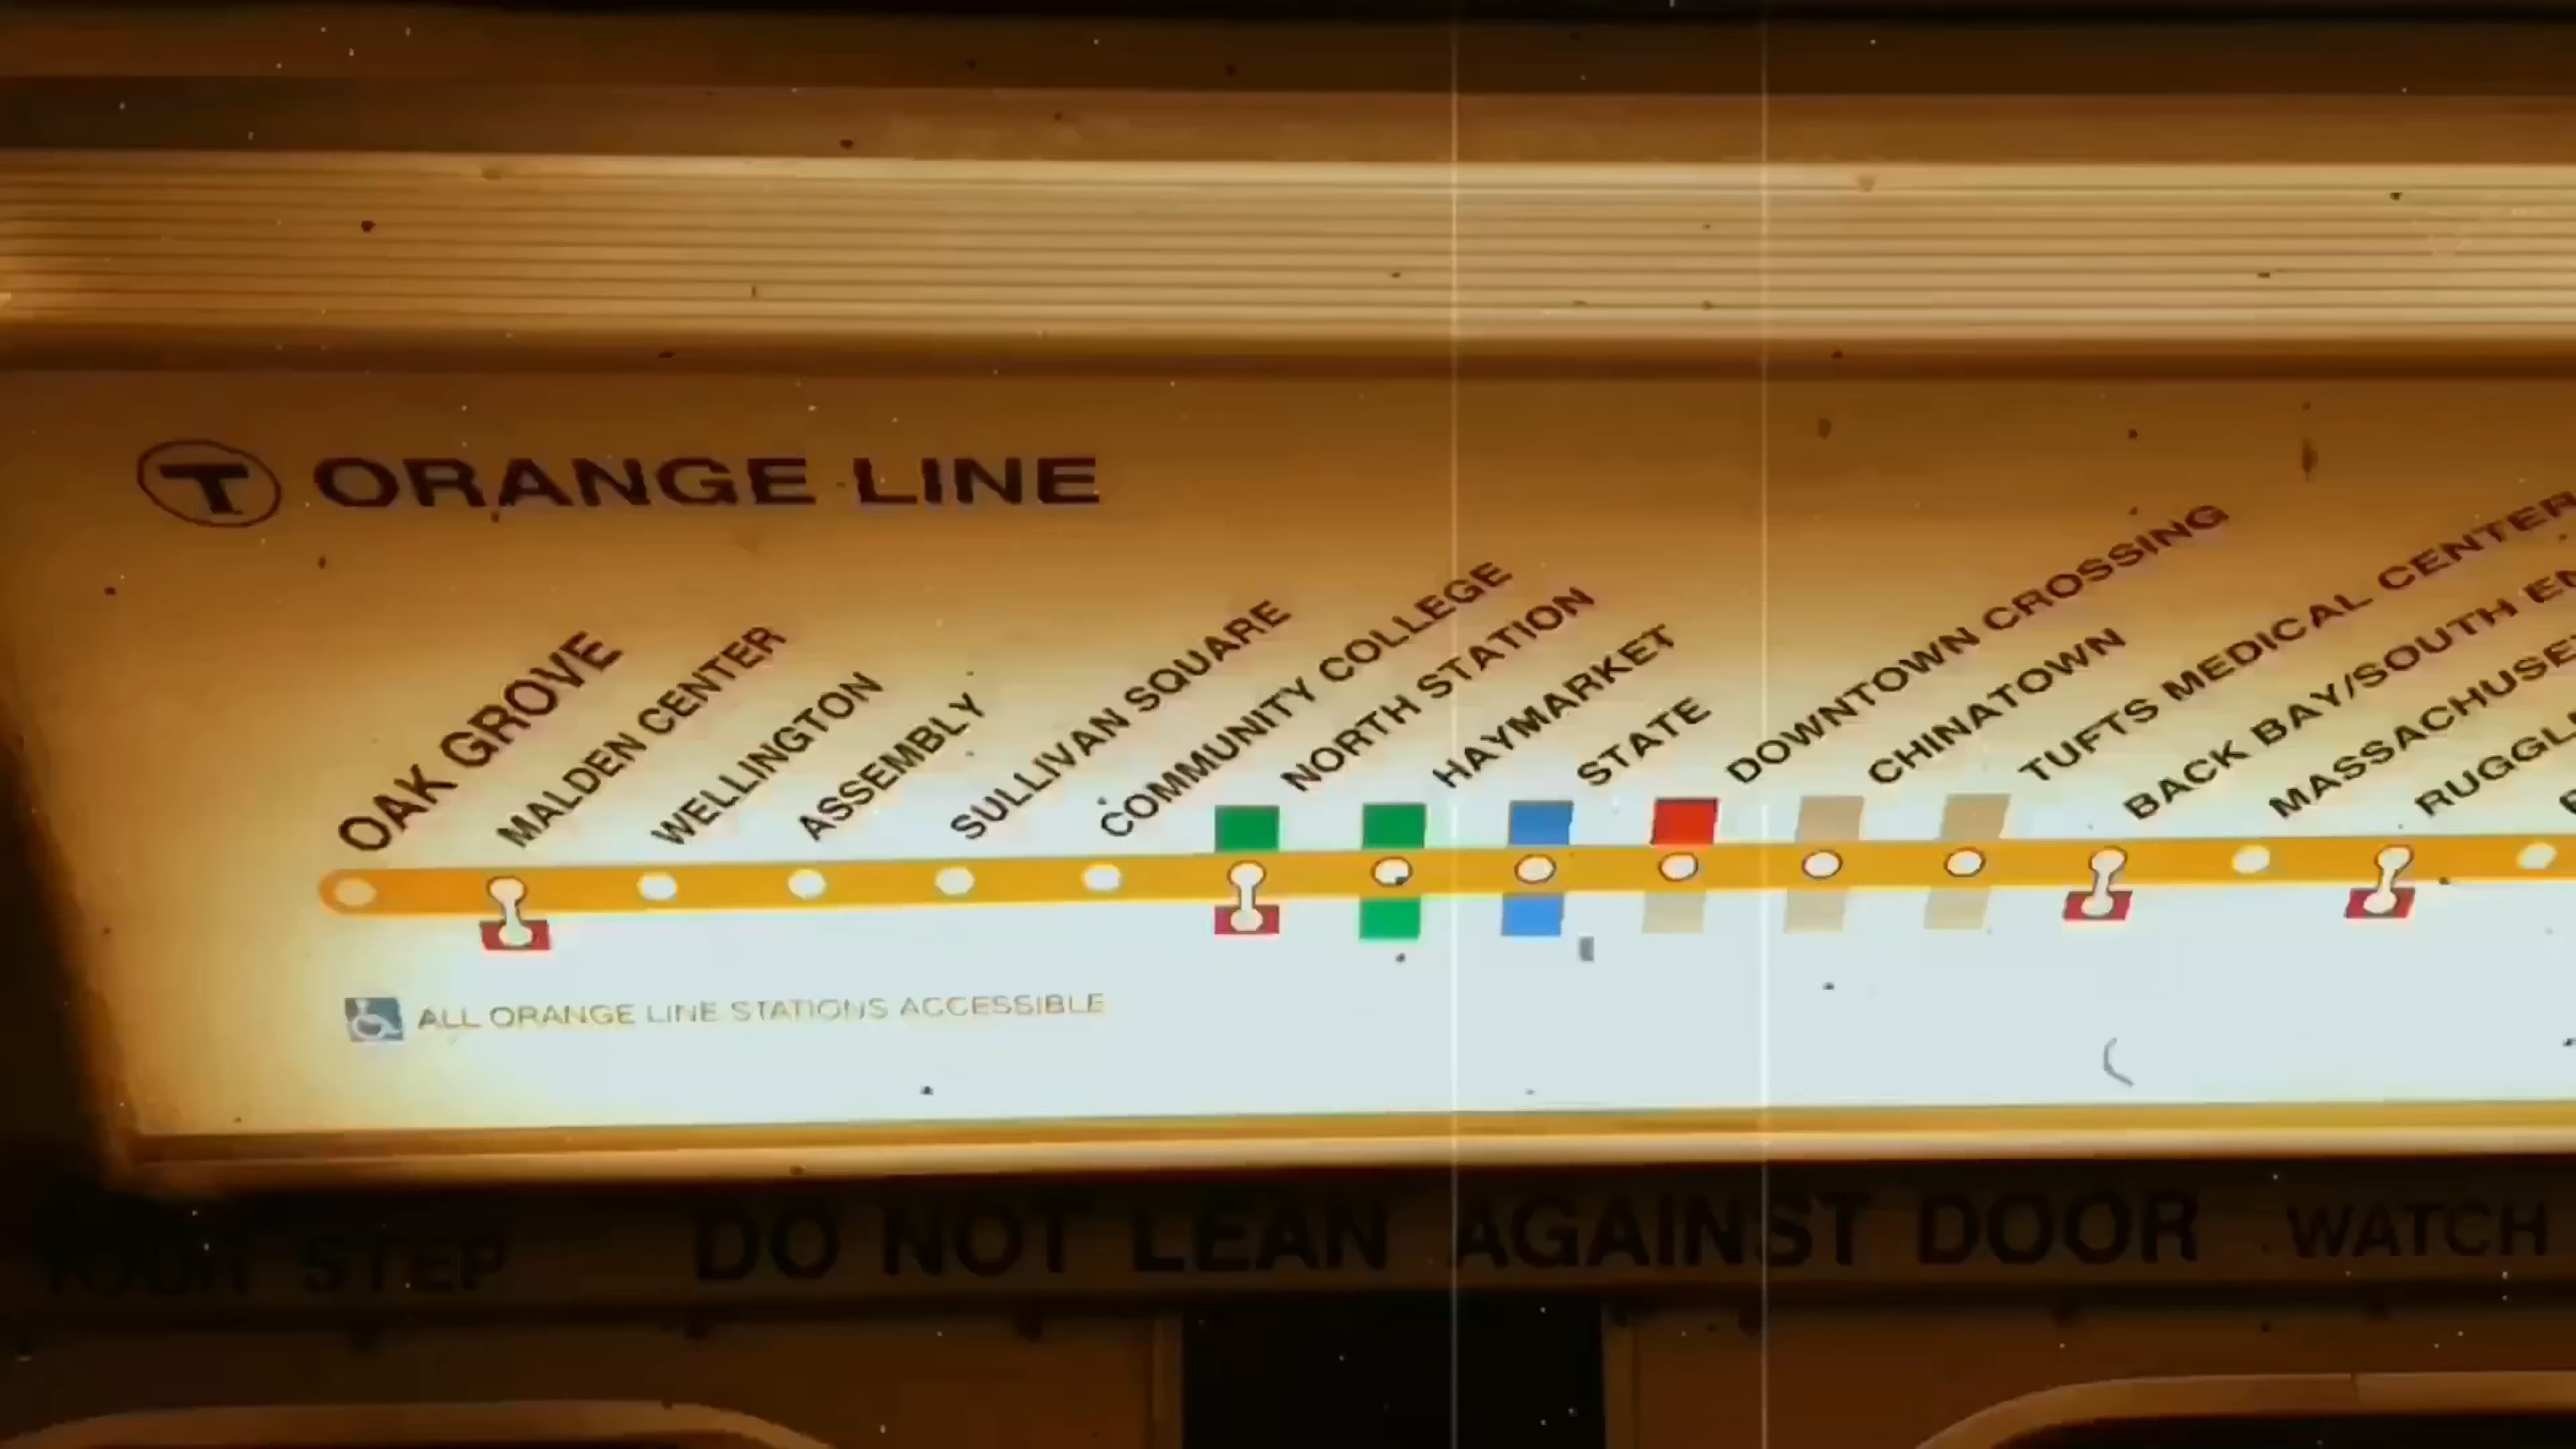 T ORANGE LINE
OAK GROVE
MALDEN CENTER
WELLINGTON
ASSEMBLY
SULLIVAN SQUARE
COMMUNITY COLLEGE
NORTH STATION
HAYMARKET
STATE
DOWNTOWN CROSSING
CHINATOWN
TUFTS MEDICAL CENTER
BACK BAY/SOUTH
ALL ORANGE LINE STATIONS ACCESSIBLE
YOUR STEP DO NOT LEAN AGAINST DOOR WATCH